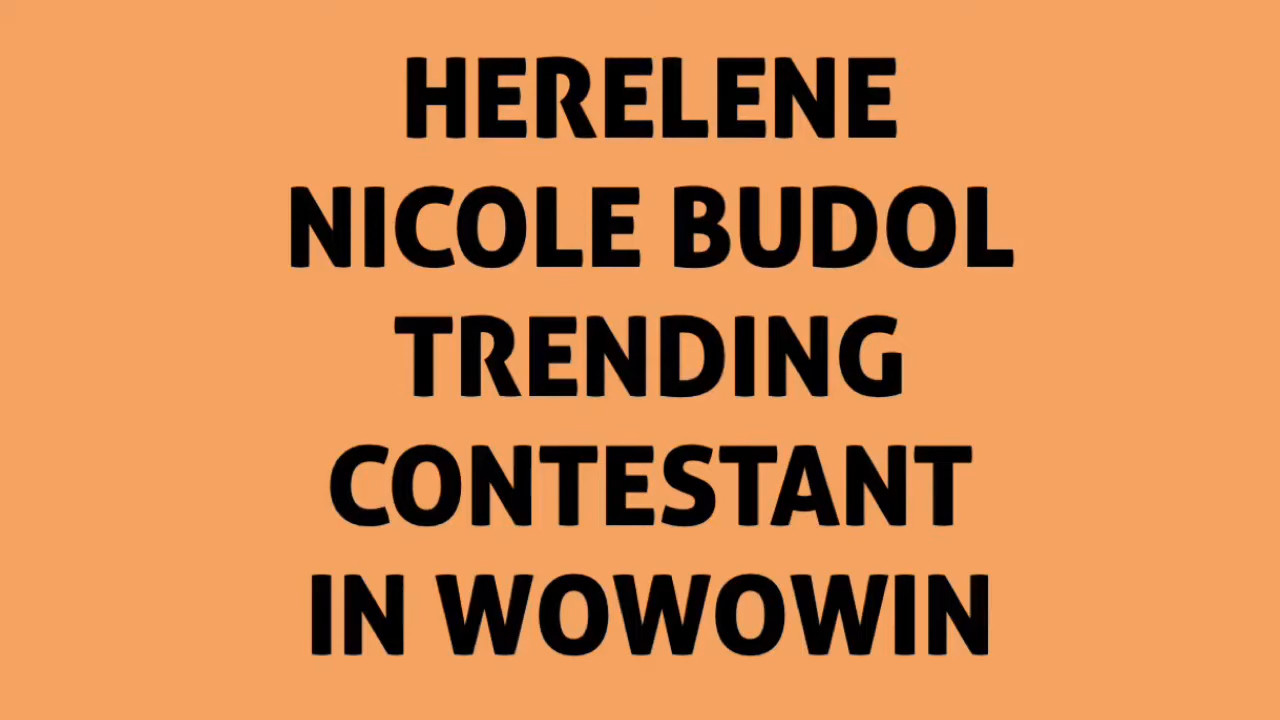 HERELENE
NICOLE BUDOL
TRENDING
CONTESTANT
IN WOWOWIN